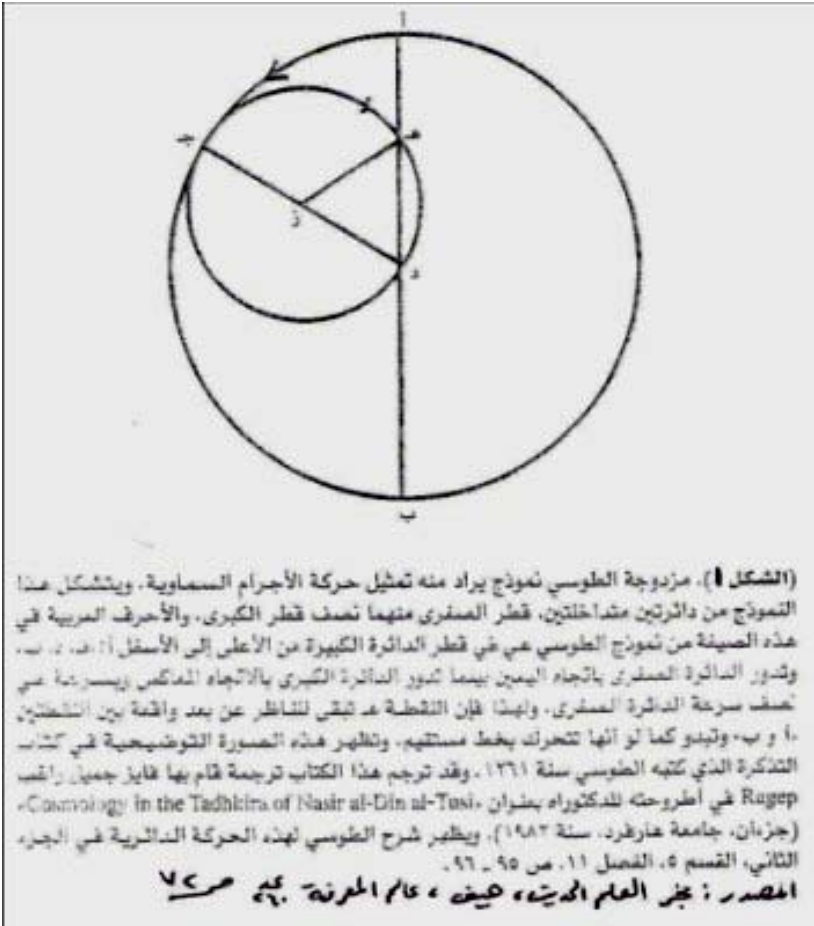 أ
هـ
جـ
ز
د
ب
(الشكل ١). مزدوجة الطوسي نموذج يراد منه تمثيل حركة الأجرام السماوية. ويتشكل هذا
النموذج من دائرتين متداخلتين، قطر الصغرى منهما نصف قطر الكبرى. والأحرف العربية في
هذه الصيغة من نموذج الطوسي هي في قطر الدائرة الكبيرة من الأعلى إلى الأسفل أ، هـ، د، ب.
وتدور الدائرة الصغرى باتجاه اليمين بينما تدور الدائرة الكبرى بالاتجاه المعاكس وبسرعة هي
نصف سرعة الدائرة الصغرى. ولهذا فإن النقطة هـ تبقى للناظر عن بعد واقعة بين النقطتين
،أ و ب، وتبدو كما لو أنها تتحرك بخط مستقيم. وتظهر هذه الصورة التوضيحية في كتاب
التذكرة الذي كتبه الطوسي سنة ١٢٦١. وقد ترجم هذا الكتاب ترجمة قام بها فايز جميل راغب
Ragep في أطروحته للدكتوراه بعنوان ،Cosmology in the Tadhkira of Nasir al-Din al-Tusi،
(جزءان، جامعة هارفرد، سنة ١٩٨٢). ويظهر شرح الطوسي لهذه الحركة الدائرية في الجزء
الثاني، القسم ٥، الفصل ١١، ص ٩٥ ـ ٩٦.
المصدر : فجر العلم الحديث، هيف، عالم المعرفة عدد ٢٦٠ ص ٧٢